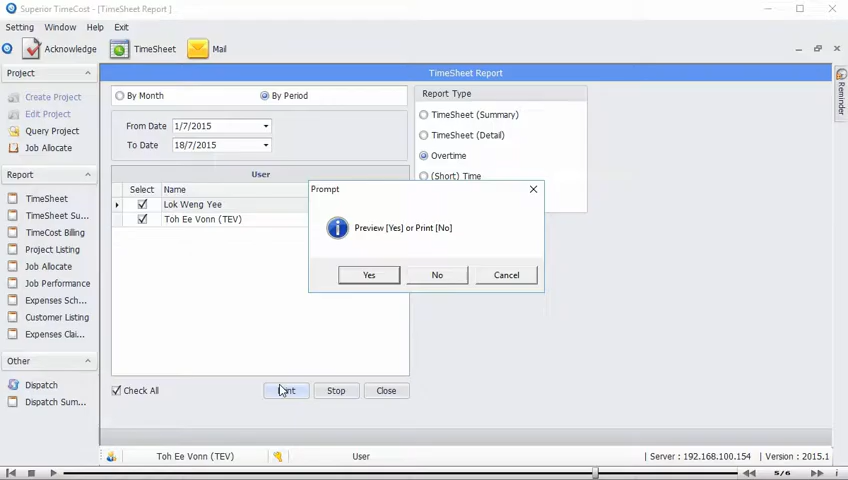 Superior TimeCost - [TimeSheet Report]
Setting Window Help Exit
Acknowledge TimeSheet Mail
Project
Create Project
Edit Project
Query Project
Job Allocate
Report
TimeSheet
TimeSheet Su...
TimeCost Billing
Project Listing
Job Allocate
Job Performance
Expenses Sch...
Customer Listing
Expenses Clai...
Other
Dispatch
Dispatch Sum...
TimeSheet Report
By Month By Period
From Date 1/7/2015
To Date 18/7/2015
User
Select Name
Lok Weng Yee
Toh Ee Vonn (TEV)
Report Type
TimeSheet (Summary)
TimeSheet (Detail)
Overtime
(Short) Time
Prompt
Preview [Yes] or Print [No]
Yes No Cancel
Check All
Stop Close
Reminder
Toh Ee Vonn (TEV) User Server : 192.168.100.154 Version : 2015.1
5/6